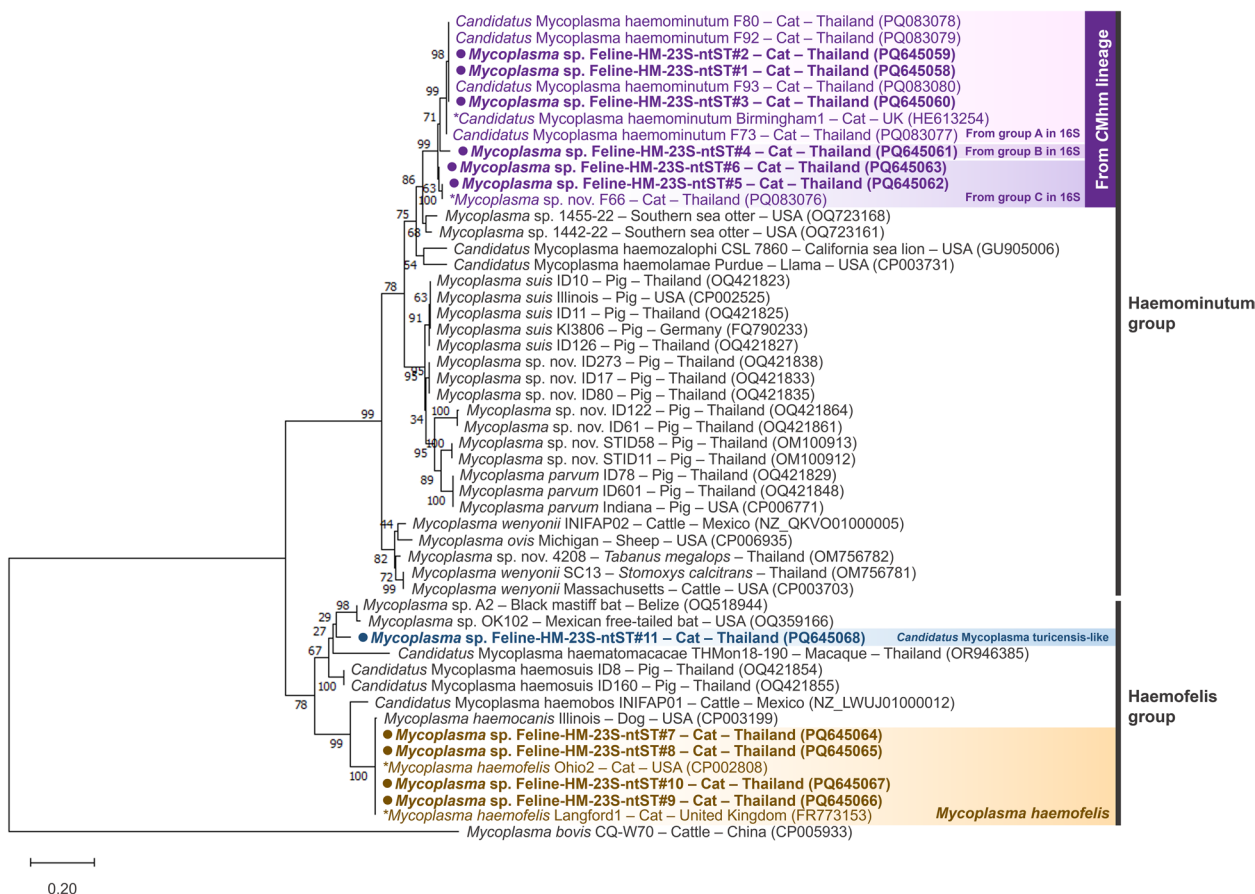 Candidatus Mycoplasma haemominutum F80 – Cat – Thailand (PQ083078)
Candidatus Mycoplasma haemominutum F92 – Cat – Thailand (PQ083079)
98
Mycoplasma sp. Feline-HM-23S-ntST#2 – Cat – Thailand (PQ645059)
Mycoplasma sp. Feline-HM-23S-ntST#1 – Cat – Thailand (PQ645058)
Candidatus Mycoplasma haemominutum F93 – Cat – Thailand (PQ083080)
99
Mycoplasma sp. Feline-HM-23S-ntST#3 – Cat – Thailand (PQ645060)
71
*Candidatus Mycoplasma haemominutum Birmingham1 – Cat – UK (HE613254)
Candidatus Mycoplasma haemominutum F73 – Cat – Thailand (PQ083077) From group A in 16S
99
Mycoplasma sp. Feline-HM-23S-ntST#4 – Cat – Thailand (PQ645061) From group B in 16S
Mycoplasma sp. Feline-HM-23S-ntST#6 – Cat – Thailand (PQ645063)
86
63
Mycoplasma sp. Feline-HM-23S-ntST#5 – Cat – Thailand (PQ645062)
100
*Mycoplasma sp. nov. F66 – Cat – Thailand (PQ083076) From group C in 16S
From CMhm lineage
75
Mycoplasma sp. 1455-22 – Southern sea otter – USA (OQ723168)
68
Mycoplasma sp. 1442-22 – Southern sea otter – USA (OQ723161)
Candidatus Mycoplasma haemozalophi CSL 7860 – California sea lion – USA (GU905006)
54
Candidatus Mycoplasma haemolamae Purdue – Llama – USA (CP003731)
78
Mycoplasma suis ID10 – Pig – Thailand (OQ421823)
63
Mycoplasma suis Illinois – Pig – USA (CP002525)
91
Mycoplasma suis ID11 – Pig – Thailand (OQ421825)
Mycoplasma suis KI3806 – Pig – Germany (FQ790233)
Mycoplasma suis ID126 – Pig – Thailand (OQ421827)
Haemominutum
group
Mycoplasma sp. nov. ID273 – Pig – Thailand (OQ421838)
95
95
Mycoplasma sp. nov. ID17 – Pig – Thailand (OQ421833)
Mycoplasma sp. nov. ID80 – Pig – Thailand (OQ421835)
99
34
100
Mycoplasma sp. nov. ID122 – Pig – Thailand (OQ421864)
Mycoplasma sp. nov. ID61 – Pig – Thailand (OQ421861)
100
Mycoplasma sp. nov. STID58 – Pig – Thailand (OM100913)
95
Mycoplasma sp. nov. STID11 – Pig – Thailand (OM100912)
89
Mycoplasma parvum ID78 – Pig – Thailand (OQ421829)
Mycoplasma parvum ID601 – Pig – Thailand (OQ421848)
100
Mycoplasma parvum Indiana – Pig – USA (CP006771)
44
Mycoplasma wenyonii INIFAP02 – Cattle – Mexico (NZ_QKVO01000005)
Mycoplasma ovis Michigan – Sheep – USA (CP006935)
82
Mycoplasma sp. nov. 4208 – Tabanus megalops – Thailand (OM756782)
72
Mycoplasma wenyonii SC13 – Stomoxys calcitrans – Thailand (OM756781)
99
Mycoplasma wenyonii Massachusetts – Cattle – USA (CP003703)
98
Mycoplasma sp. A2 – Black mastiff bat – Belize (OQ518944)
29
Mycoplasma sp. OK102 – Mexican free-tailed bat – USA (OQ359166)
27
Mycoplasma sp. Feline-HM-23S-ntST#11 – Cat – Thailand (PQ645068) Candidatus Mycoplasma turicensis-like
67
Candidatus Mycoplasma haematomacacae THMon18-190 – Macaque – Thailand (OR946385)
Candidatus Mycoplasma haemosuis ID8 – Pig – Thailand (OQ421854)
100
Candidatus Mycoplasma haemosuis ID160 – Pig – Thailand (OQ421855)
78
Candidatus Mycoplasma haemobos INIFAP01 – Cattle – Mexico (NZ_LWUJ01000012)
Haemofelis
group
Mycoplasma haemocanis Illinois – Dog – USA (CP003199)
99
Mycoplasma sp. Feline-HM-23S-ntST#7 – Cat – Thailand (PQ645064)
Mycoplasma sp. Feline-HM-23S-ntST#8 – Cat – Thailand (PQ645065)
100
*Mycoplasma haemofelis Ohio2 – Cat – USA (CP002808)
Mycoplasma sp. Feline-HM-23S-ntST#10 – Cat – Thailand (PQ645067)
Mycoplasma sp. Feline-HM-23S-ntST#9 – Cat – Thailand (PQ645066)
*Mycoplasma haemofelis Langford1 – Cat – United Kingdom (FR773153) Mycoplasma haemofelis
Mycoplasma bovis CQ-W70 – Cattle – China (CP005933)
0.20